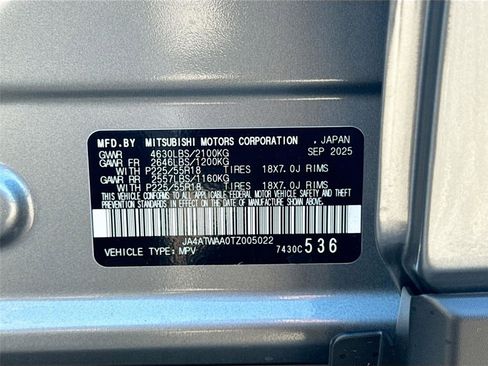 MFD.BY MITSUBISHI MOTORS CORPORATION , JAPAN
GVWR 4630LBS/2100KG SEP 2025
GAWR FR 2646LBS/1200KG
WITH P225/55R18 TIRES 18X7.0J RIMS
GAWR RR 2557LBS/1160KG
WITH P225/55R18 TIRES 18X7.0J RIMS
THIS VEHICLE CONFORMS TO ALL APPLICABLE FEDERAL MOTOR VEHICLE SAFETY,
BUMPER, AND THEFT PREVENTION STANDARDS IN EFFECT ON THE DATE OF
MANUFACTURE SHOWN ABOVE.
JA4ATWAA0TZ005022
VEHICLE TYPE: MPV 7430C 536